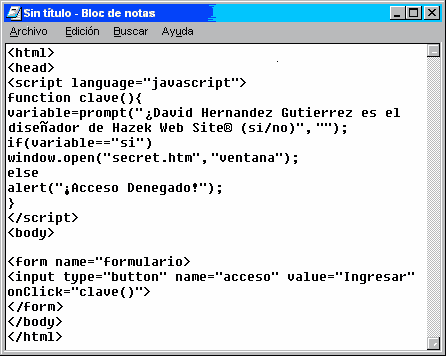 Sin título - Bloc de notas
Archivo Edición Buscar Ayuda
<html>
<head>
<script language="javascript">
function clave(){
variable=prompt("¿David Hernandez Gutierrez es el
diseñador de Hazek Web Site® (si/no)","");
if(variable=="si")
window.open("secret.htm","ventana");
else
alert("¡Acceso Denegado!");
}
</script>
<body>
<form name="formulario>
<input type="button" name="acceso" value="Ingresar"
onClick="clave()">
</form>
</body>
</html>